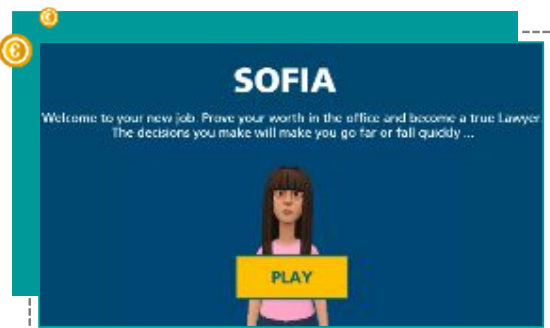 SOFIA
Welcome to your new job. Prove your worth in the office and become a true Lawyer
The decisions you make will make you go far or fall quickly ...
PLAY